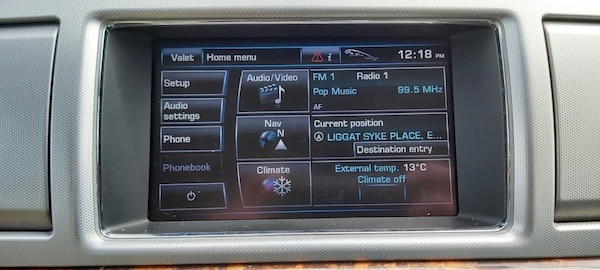 Valet
Home menu
i
12:18 PM
Setup
Audio
settings
Phone
Phonebook
Audio/Video
Nav
N
Climate
FM 1 Radio 1
Pop Music 99.5 MHz
AF
Current position
LIGGAT SYKE PLACE, E...
Destination entry
External temp. 13°C
Climate off